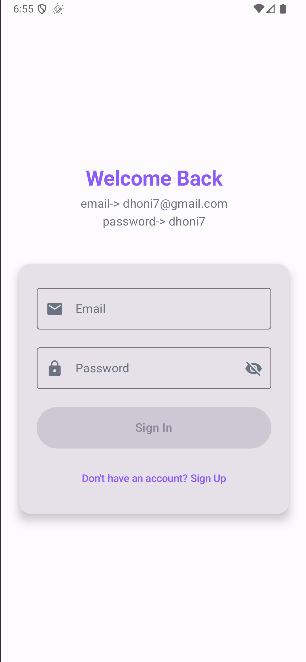 6:55
Welcome Back
email-> dhoni7@gmail.com
password-> dhoni7
Email
Password
Sign In
Don't have an account? Sign Up